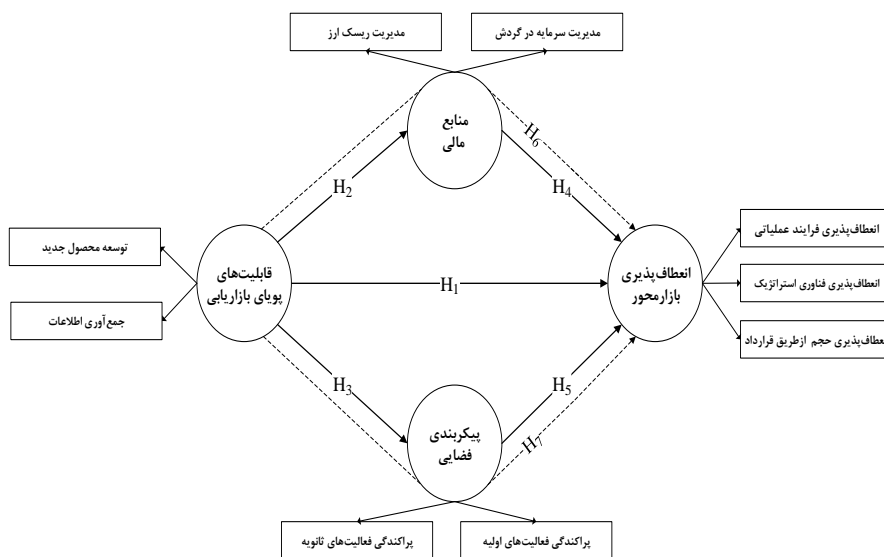 مدیریت ریسک ارز
مدیریت سرمایه در گردش
منابع
مالی
H6
H2
H4
توسعه محصول جدید
جمع‌آوری اطلاعات
قابلیت‌های
پویای بازاریابی
H1
انعطاف‌پذیری
بازارمحور
انعطاف‌پذیری فرایند عملیاتی
انعطاف‌پذیری فناوری استراتژیک
نعطاف‌پذیری حجم ازطریق قرارداد
H3
H5
H7
پیکربندی
فضایی
پراکندگی فعالیت‌های ثانویه
پراکندگی فعالیت‌های اولیه